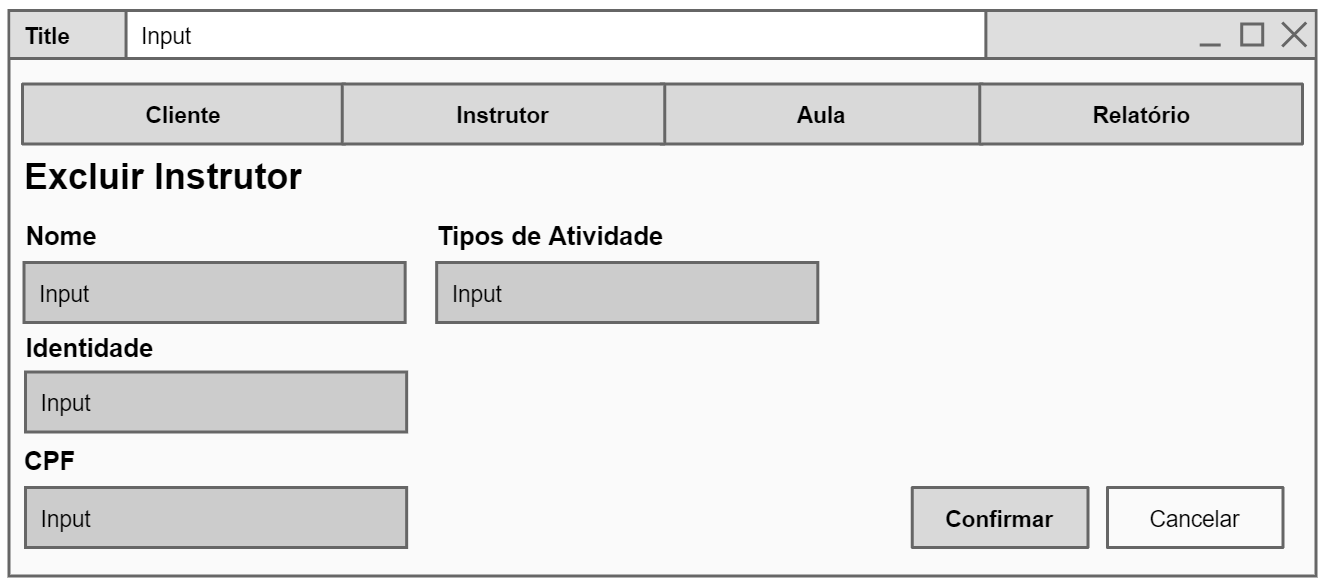 Title Input
Cliente Instrutor Aula Relatório
Excluir Instrutor
Nome Tipos de Atividade
Input Input
Identidade
Input
CPF
Input Confirmar Cancelar